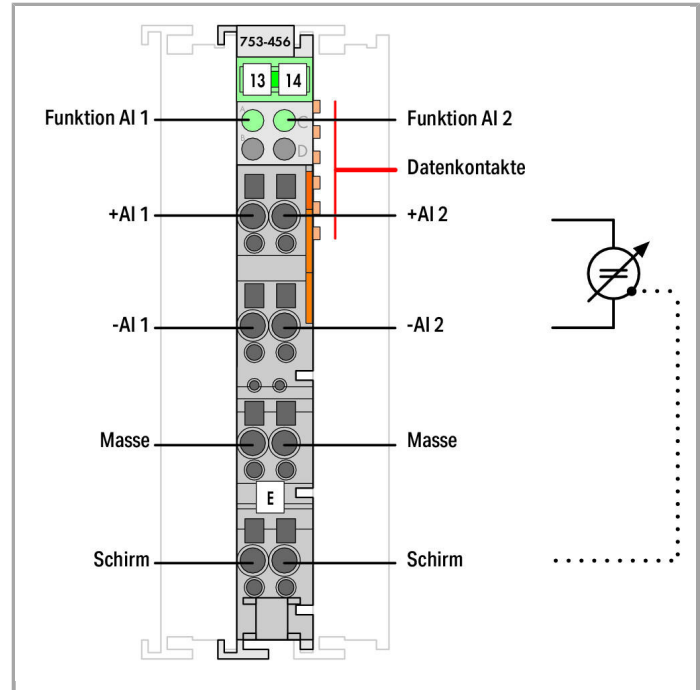 753-456
13 14
Funktion AI 1
A C
Funktion AI 2
B D
Datenkontakte
+AI 1
+AI 2
-AI 1
-AI 2
Masse
Masse
E
Schirm
Schirm